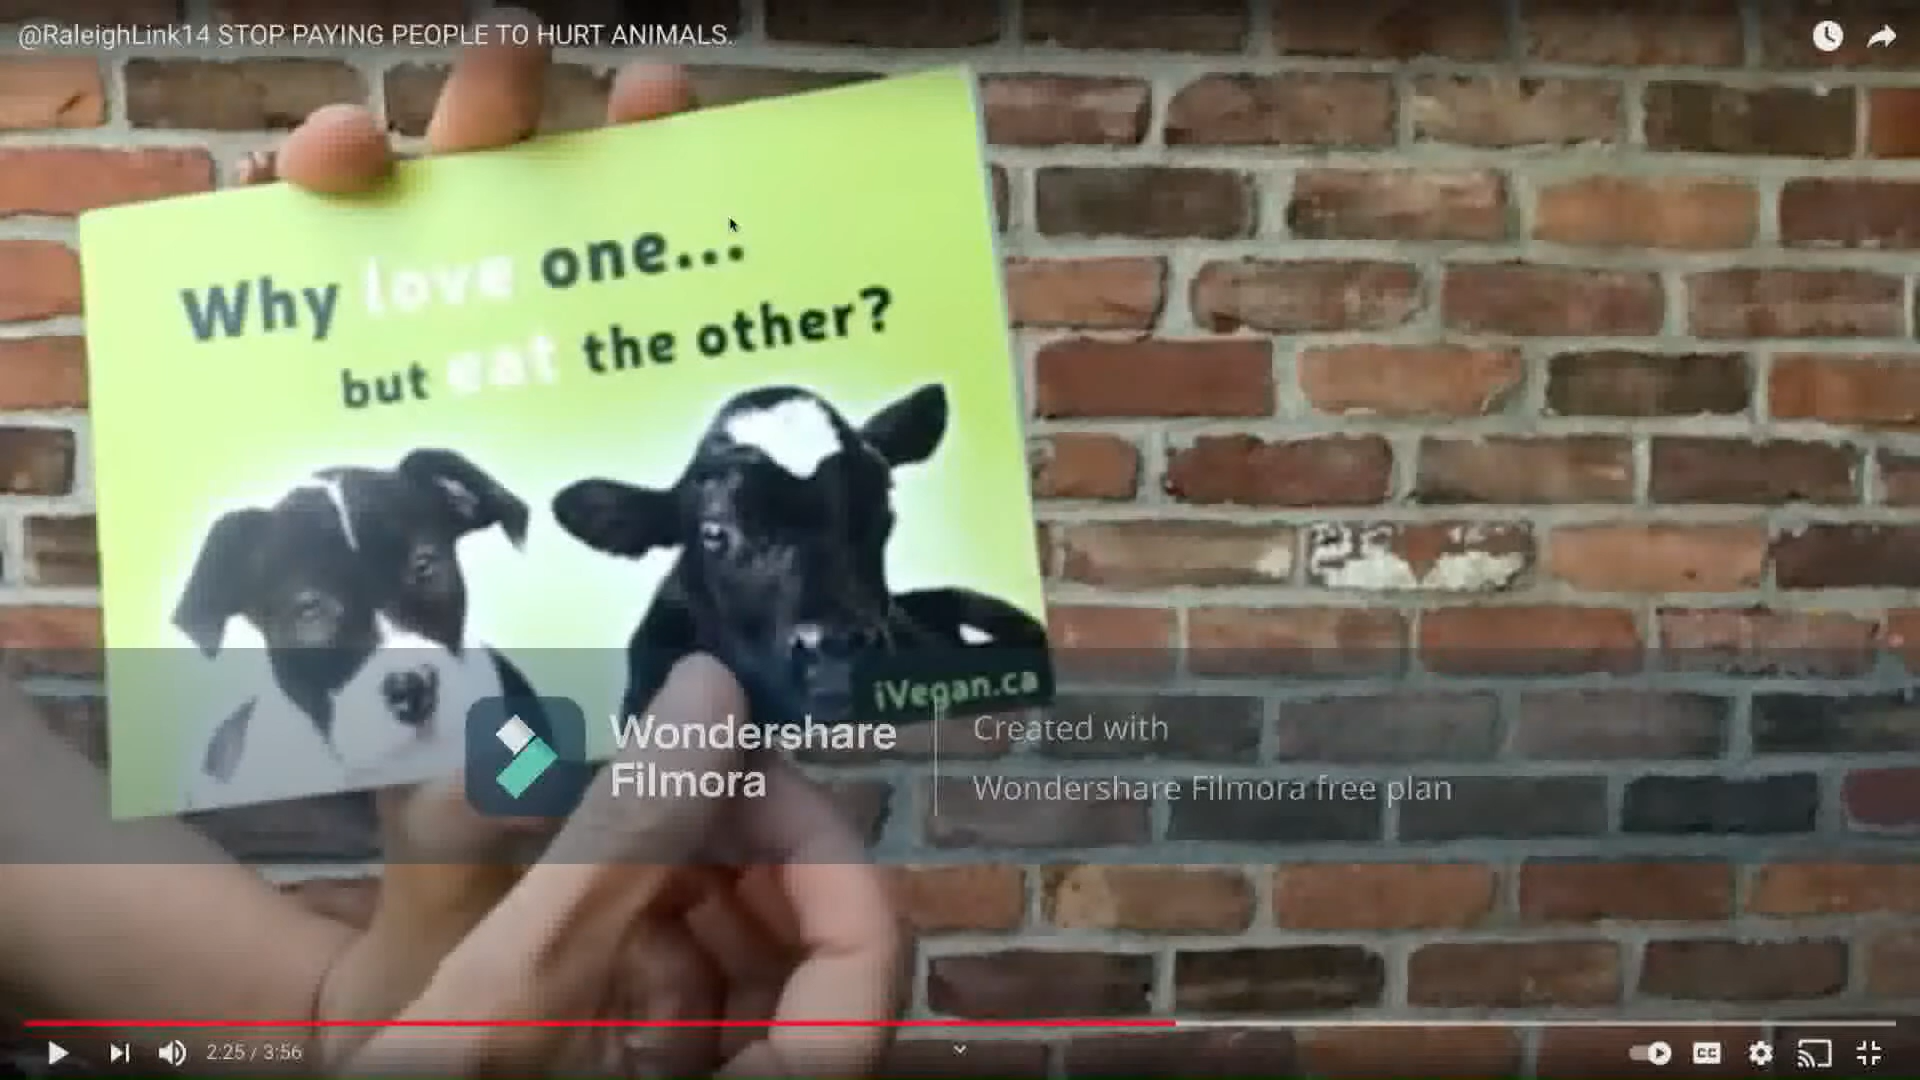 @RaleighLink14 STOP PAYING PEOPLE TO HURT ANIMALS.
Why love one...
but eat the other?
iVegan.ca
Wondershare
Filmora
Created with
Wondershare Filmora free plan
2:25 / 3:56
CC